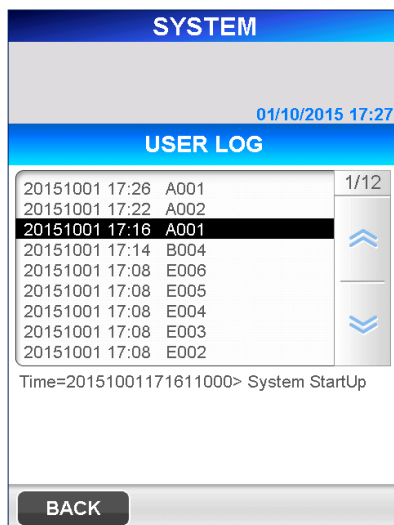 SYSTEM
01/10/2015 17:27
USER LOG
1/12
20151001 17:26 A001
20151001 17:22 A002
20151001 17:16 A001
20151001 17:14 B004
20151001 17:08 E006
20151001 17:08 E005
20151001 17:08 E004
20151001 17:08 E003
20151001 17:08 E002
Time=20151001171611000> System StartUp
BACK